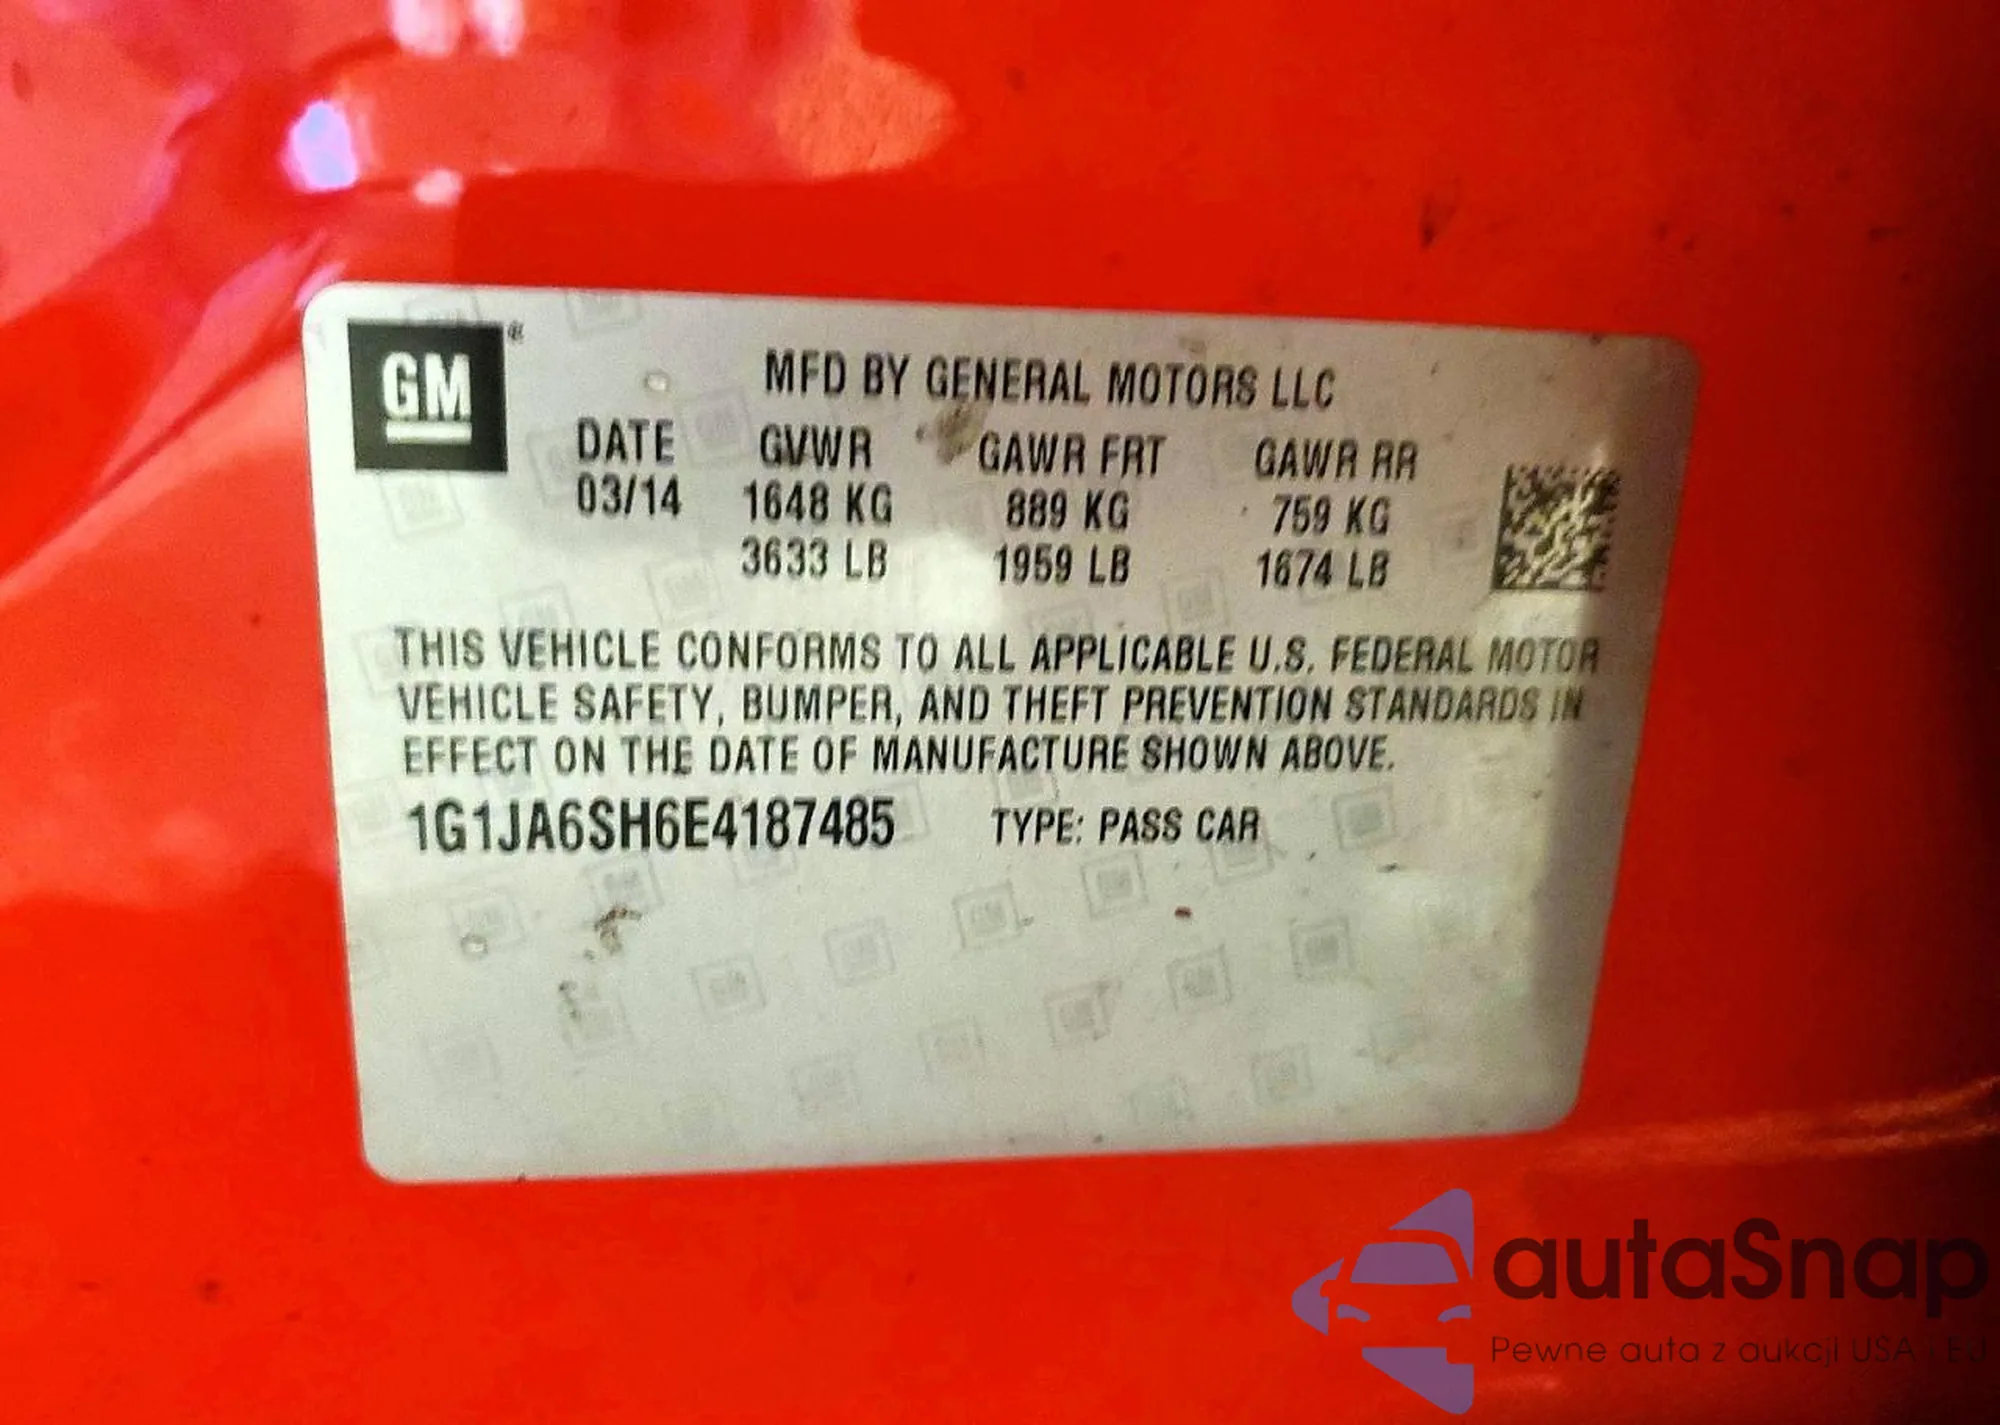 GM®
MFD BY GENERAL MOTORS LLC
DATE GVWR GAWR FRT GAWR RR
03/14 1648 KG 889 KG 759 KG
3633 LB 1959 LB 1674 LB
THIS VEHICLE CONFORMS TO ALL APPLICABLE U.S. FEDERAL MOTOR
VEHICLE SAFETY, BUMPER, AND THEFT PREVENTION STANDARDS IN
EFFECT ON THE DATE OF MANUFACTURE SHOWN ABOVE.
1G1JA6SH6E4187485 TYPE: PASS CAR
autaSnap
Pewne auta z aukcji USA i EU